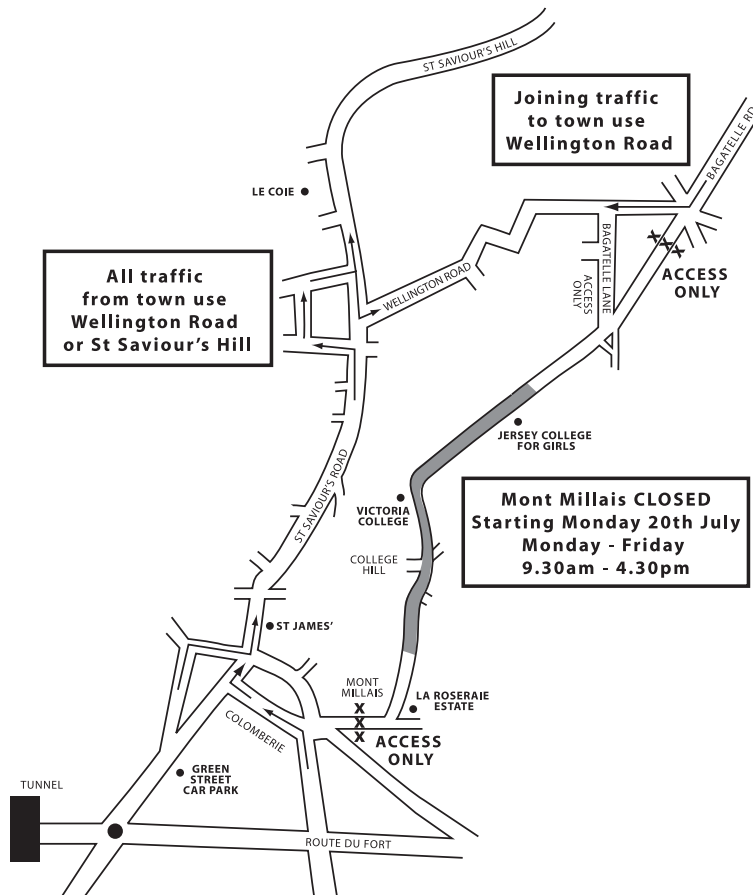 ST SAVIOUR'S HILL
Joining traffic
to town use
Wellington Road
BAGATELLE RD
LE COIE
BAGATELLE LANE
ACCESS
ONLY
ACCESS
ONLY
WELLINGTON ROAD
All traffic
from town use
Wellington Road
or St Saviour's Hill
JERSEY COLLEGE
FOR GIRLS
ST SAVIOUR'S ROAD
VICTORIA
COLLEGE
Mont Millais CLOSED
Starting Monday 20th July
Monday - Friday
9.30am - 4.30pm
COLLEGE
HILL
ST JAMES'
MONT
MILLAIS
X
X
X
LA ROSERAIE
ESTATE
ACCESS
ONLY
COLOMBERIE
GREEN
STREET
CAR PARK
TUNNEL
ROUTE DU FORT
X X X